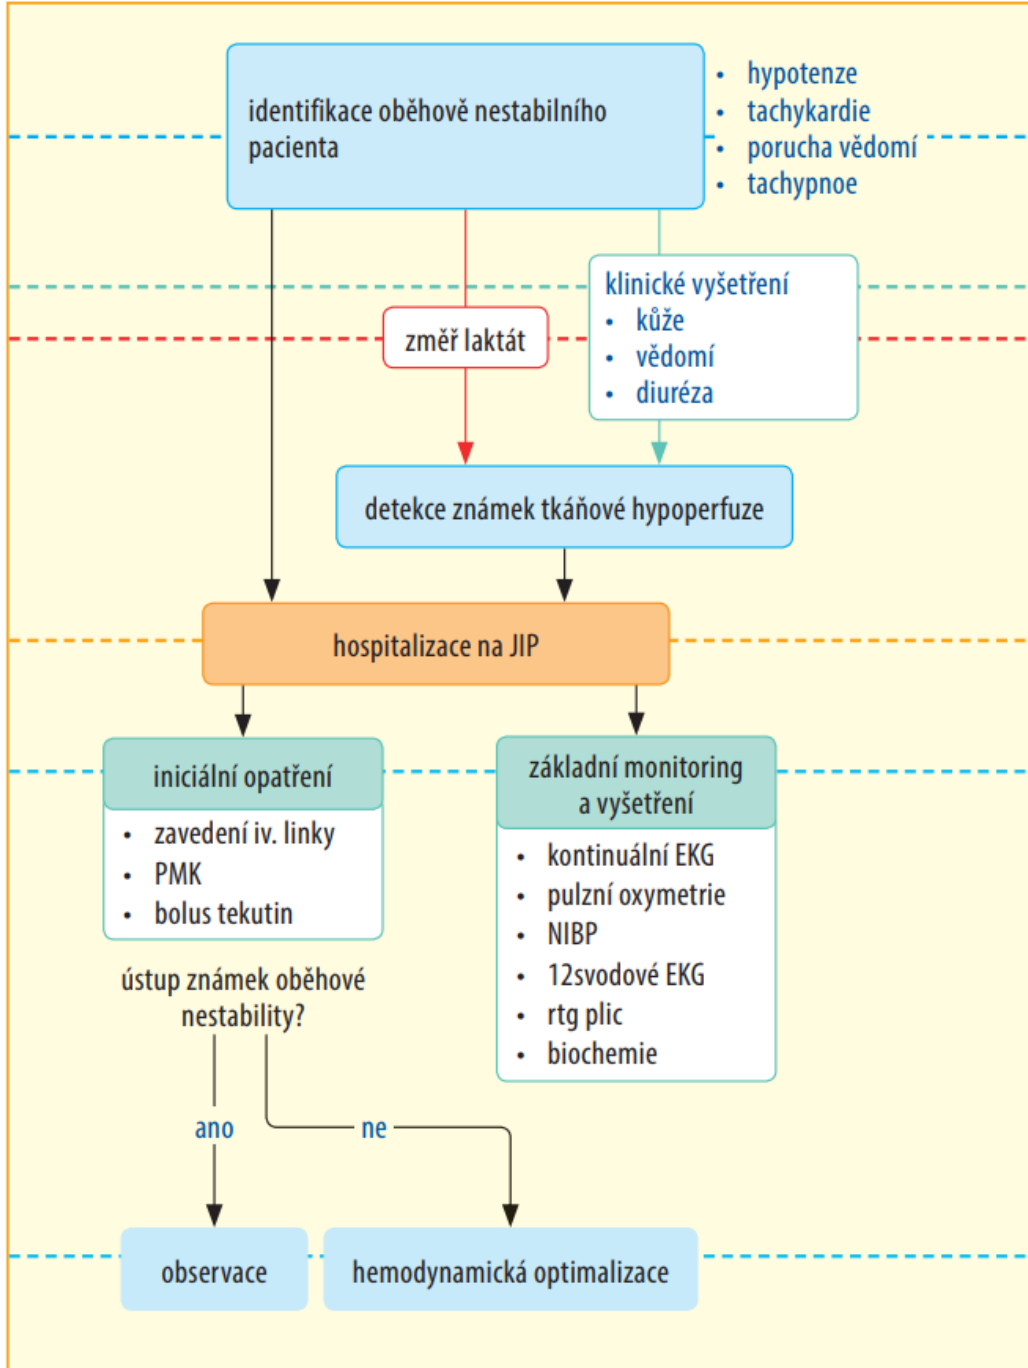 identifikace oběhově nestabilního
pacienta
• hypotenze
• tachykardie
• porucha vědomí
• tachypnoe
klinické vyšetření
• kůže
• vědomí
• diuréza
změř laktát
detekce známek tkáňové hypoperfuze
hospitalizace na JIP
iniciální opatření
• zavedení iv. linky
• PMK
• bolus tekutin
základní monitoring
a vyšetření
• kontinuální EKG
• pulzní oxymetrie
• NIBP
• 12svodové EKG
• rtg plic
• biochemie
ústup známek oběhové
nestability?
ano
ne
observace
hemodynamická optimalizace